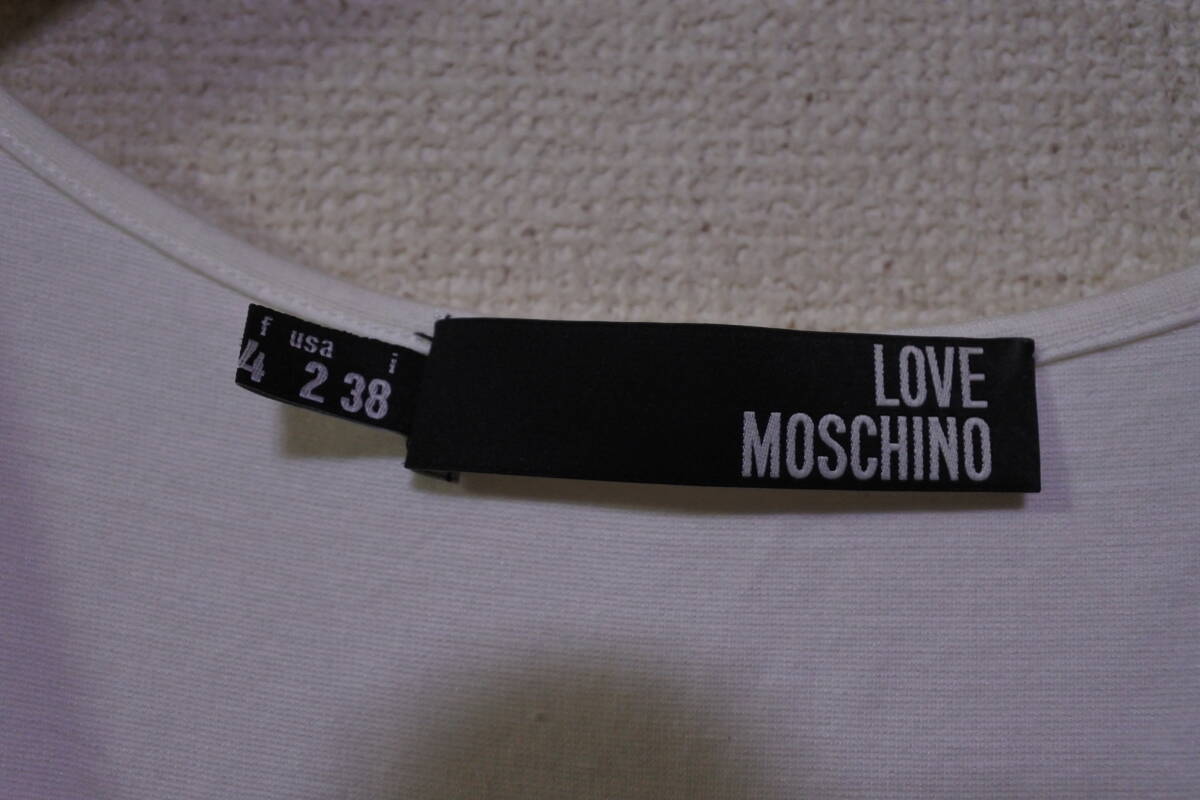 f usa i
4 2 38
LOVE
MOSCHINO